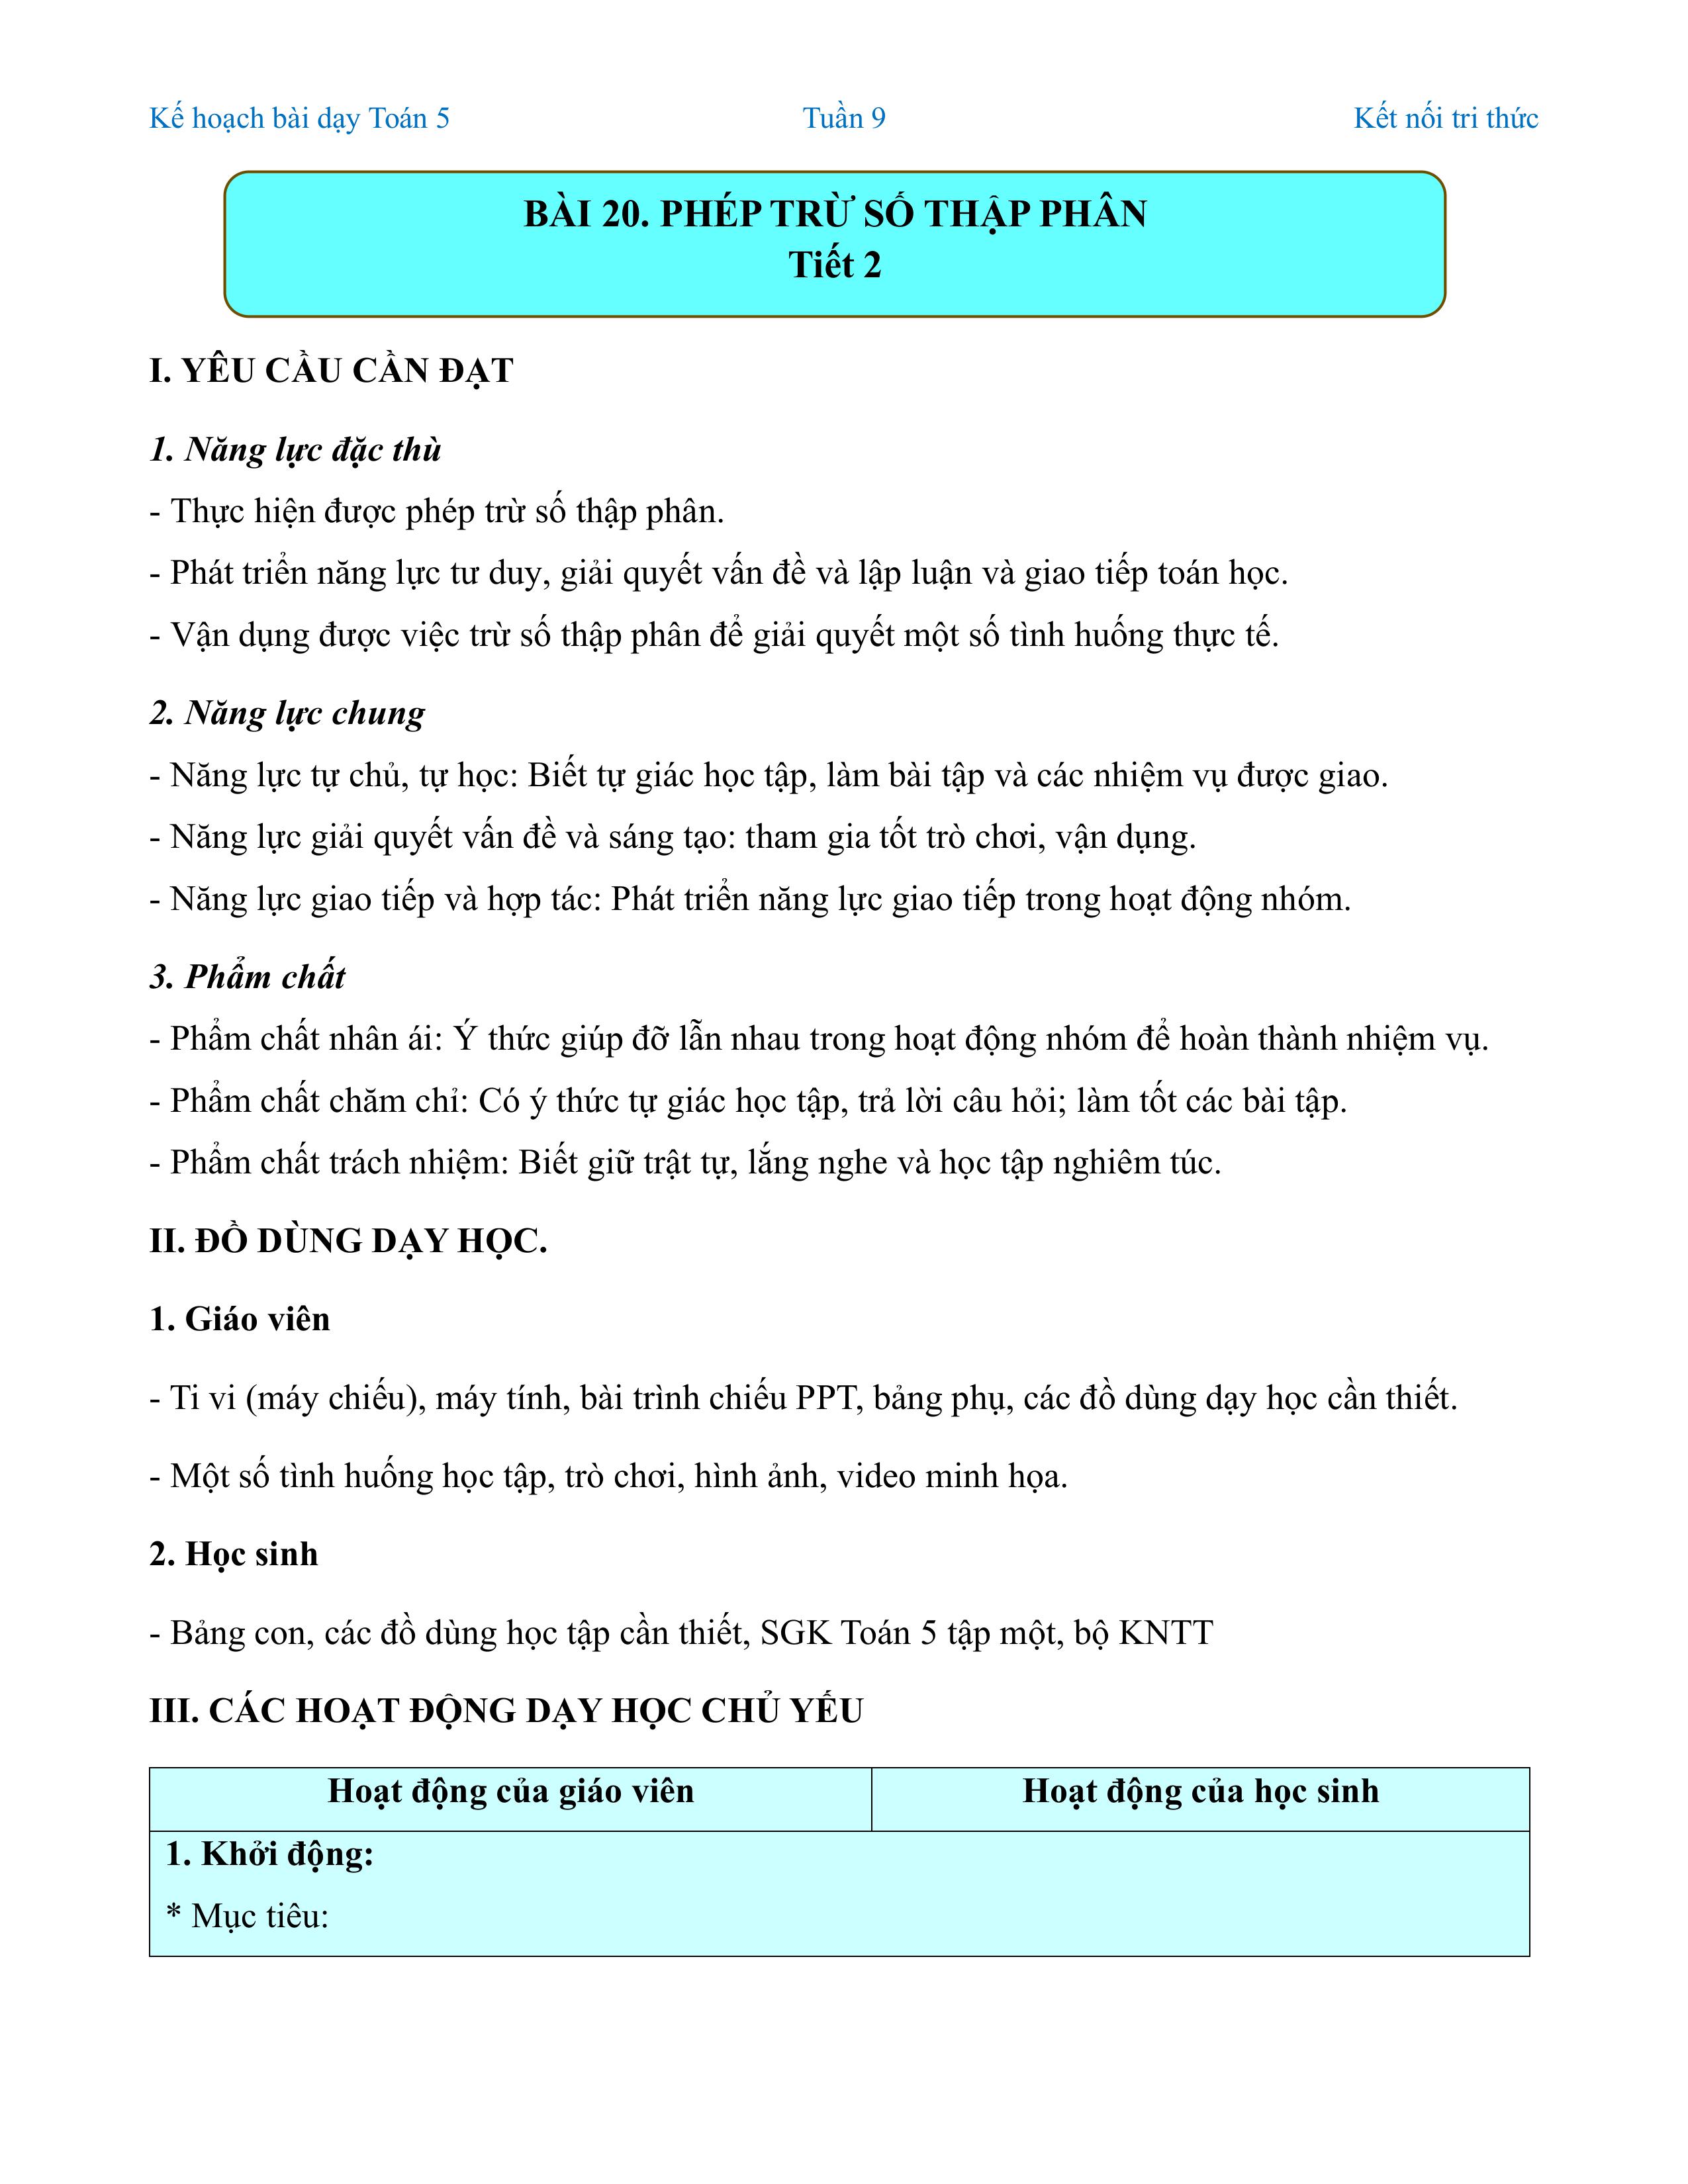 Kế hoạch bài dạy Toán 5 Tuần 9 Kết nối tri thức
BÀI 20. PHÉP TRỪ SỐ THẬP PHÂN
Tiết 2
I. YÊU CẦU CẦN ĐẠT
1. Năng lực đặc thù
- Thực hiện được phép trừ số thập phân.
- Phát triển năng lực tư duy, giải quyết vấn đề và lập luận và giao tiếp toán học.
- Vận dụng được việc trừ số thập phân để giải quyết một số tình huống thực tế.
2. Năng lực chung
- Năng lực tự chủ, tự học: Biết tự giác học tập, làm bài tập và các nhiệm vụ được giao.
- Năng lực giải quyết vấn đề và sáng tạo: tham gia tốt trò chơi, vận dụng.
- Năng lực giao tiếp và hợp tác: Phát triển năng lực giao tiếp trong hoạt động nhóm.
3. Phẩm chất
- Phẩm chất nhân ái: Ý thức giúp đỡ lẫn nhau trong hoạt động nhóm để hoàn thành nhiệm vụ.
- Phẩm chất chăm chỉ: Có ý thức tự giác học tập, trả lời câu hỏi; làm tốt các bài tập.
- Phẩm chất trách nhiệm: Biết giữ trật tự, lắng nghe và học tập nghiêm túc.
II. ĐỒ DÙNG DẠY HỌC.
1. Giáo viên
- Ti vi (máy chiếu), máy tính, bài trình chiếu PPT, bảng phụ, các đồ dùng dạy học cần thiết.
- Một số tình huống học tập, trò chơi, hình ảnh, video minh họa.
2. Học sinh
- Bảng con, các đồ dùng học tập cần thiết, SGK Toán 5 tập một, bộ KNTT
III. CÁC HOẠT ĐỘNG DẠY HỌC CHỦ YẾU
Hoạt động của giáo viên Hoạt động của học sinh
1. Khởi động:
* Mục tiêu: